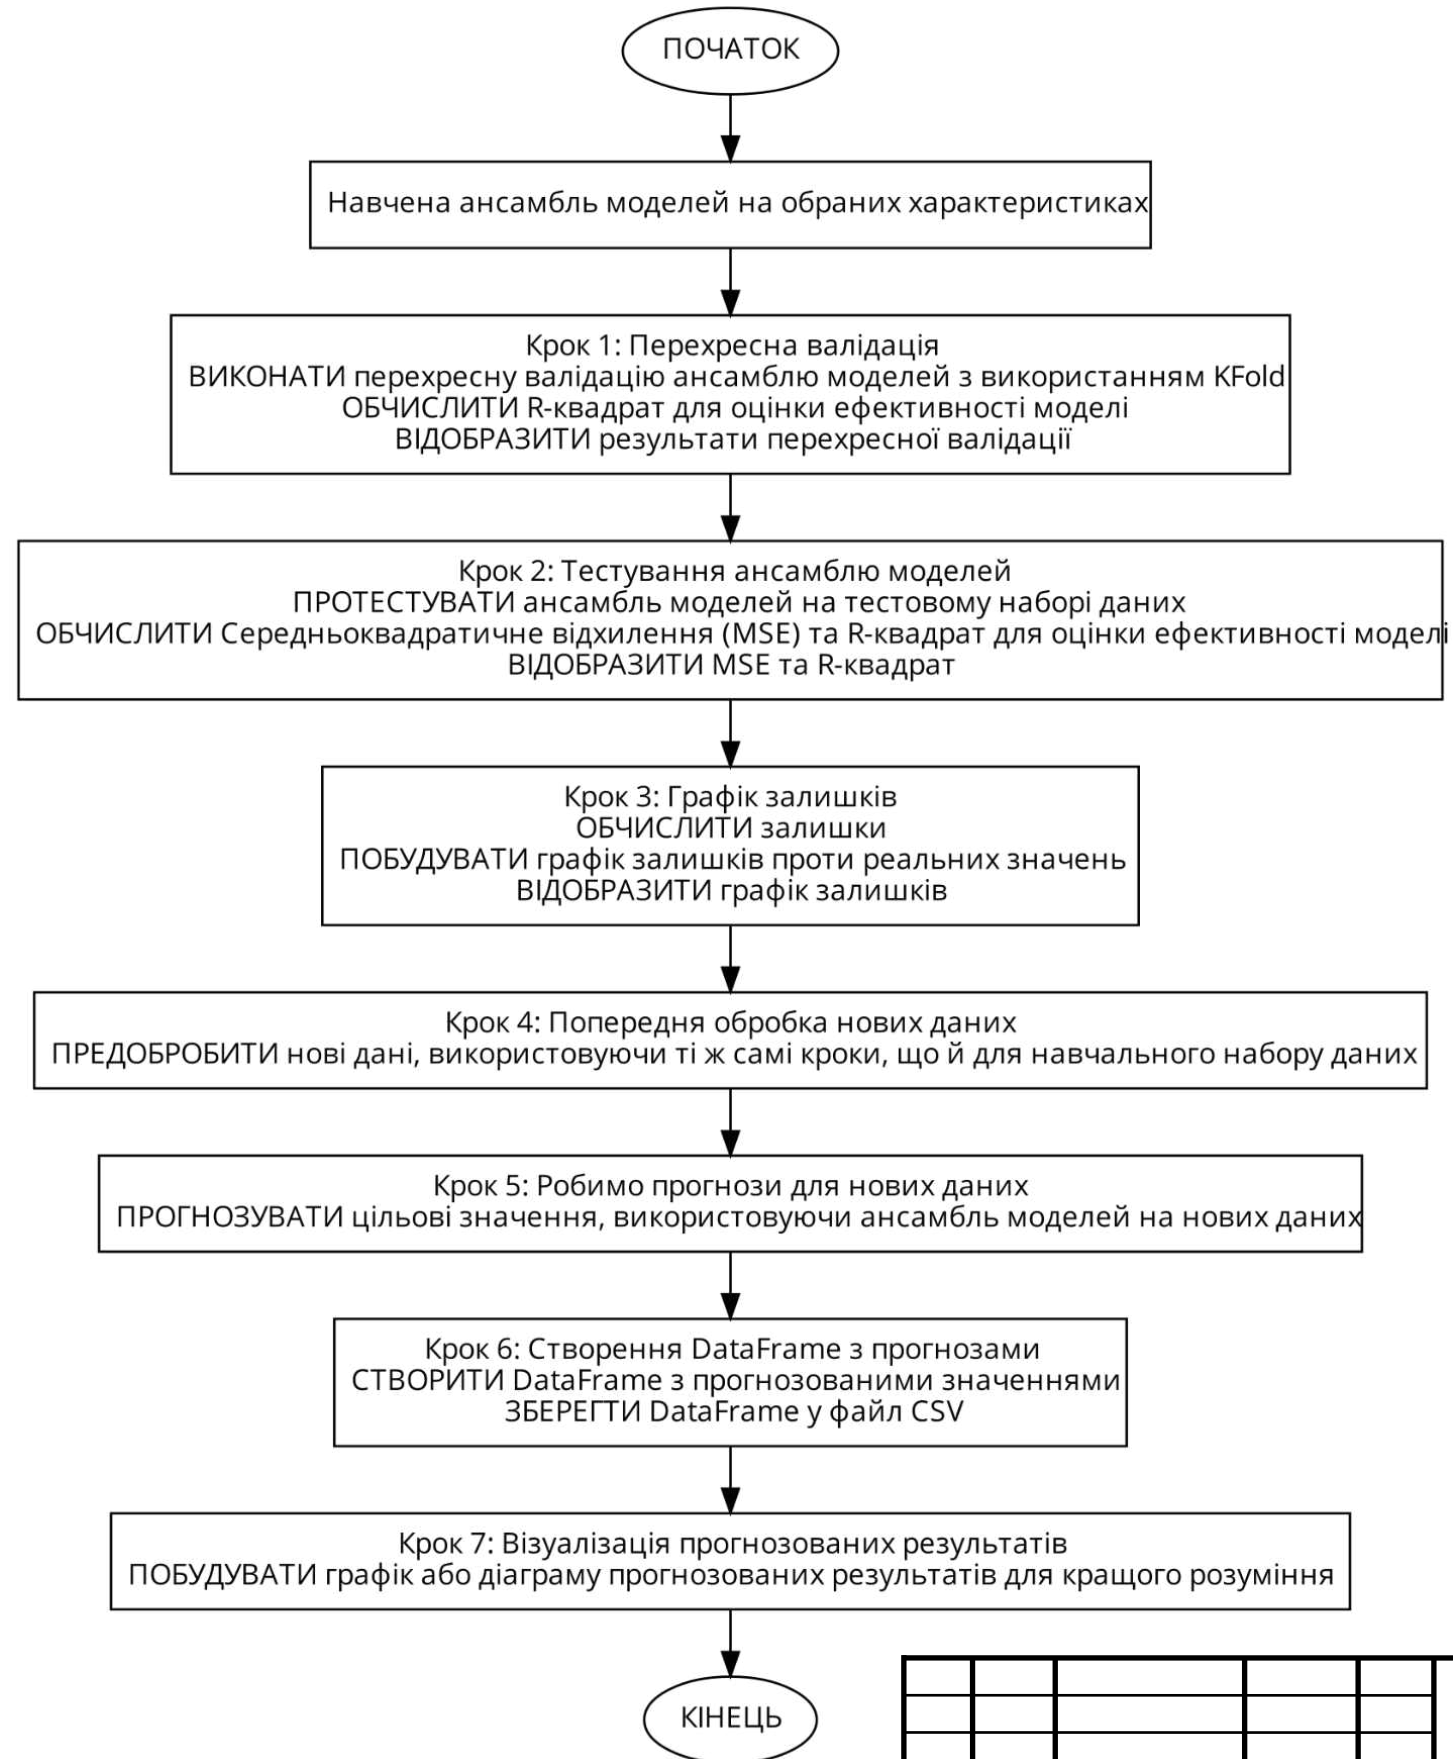 ПОЧАТОК
Навчена ансамбль моделей на обраних характеристиках
Крок 1: Перехресна валідація
ВИКОНАТИ перехресну валідацію ансамблю моделей з використанням KFold
ОБЧИСЛИТИ R-квадрат для оцінки ефективності моделі
ВІДОБРАЗИТИ результати перехресної валідації
Крок 2: Тестування ансамблю моделей
ПРОТЕСТУВАТИ ансамбль моделей на тестовому наборі даних
ОБЧИСЛИТИ Середньоквадратичне відхилення (MSE) та R-квадрат для оцінки ефективності моделі
ВІДОБРАЗИТИ MSE та R-квадрат
Крок 3: Графік залишків
ОБЧИСЛИТИ залишки
ПОБУДУВАТИ графік залишків проти реальних значень
ВІДОБРАЗИТИ графік залишків
Крок 4: Попередня обробка нових даних
ПРЕДОБРОБИТИ нові дані, використовуючи ті ж самі кроки, що й для навчального набору даних
Крок 5: Робимо прогнози для нових даних
ПРОГНОЗУВАТИ цільові значення, використовуючи ансамбль моделей на нових даних
Крок 6: Створення DataFrame з прогнозами
СТВОРИТИ DataFrame з прогнозованими значеннями
ЗБЕРЕГТИ DataFrame у файл CSV
Крок 7: Візуалізація прогнозованих результатів
ПОБУДУВАТИ графік або діаграму прогнозованих результатів для кращого розуміння
КІНЕЦЬ